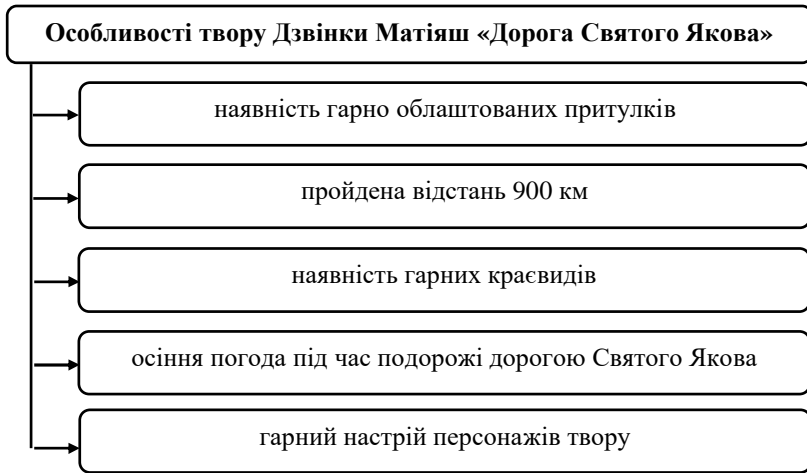 Особливості твору Дзвінки Матіяш «Дорога Святого Якова»
наявність гарно облаштованих притулків
пройдена відстань 900 км
наявність гарних краєвидів
осіння погода під час подорожі дорогою Святого Якова
гарний настрій персонажів твору